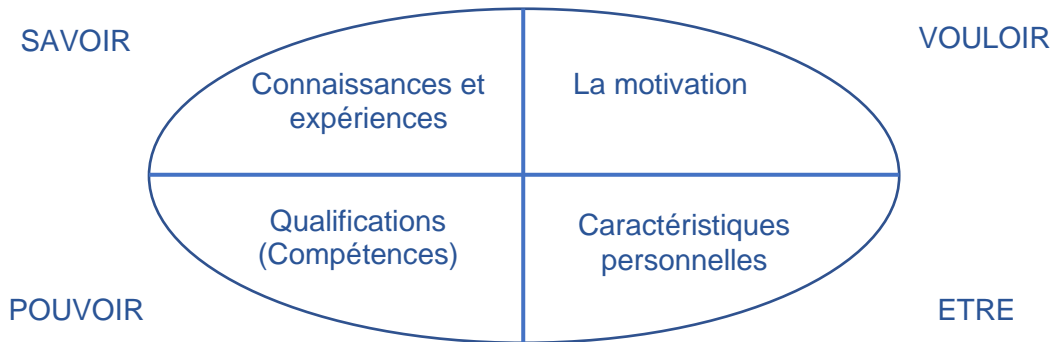 SAVOIR
VOULOIR
Connaissances et
expériences
La motivation
Qualifications
(Compétences)
Caractéristiques
personnelles
POUVOIR
ETRE